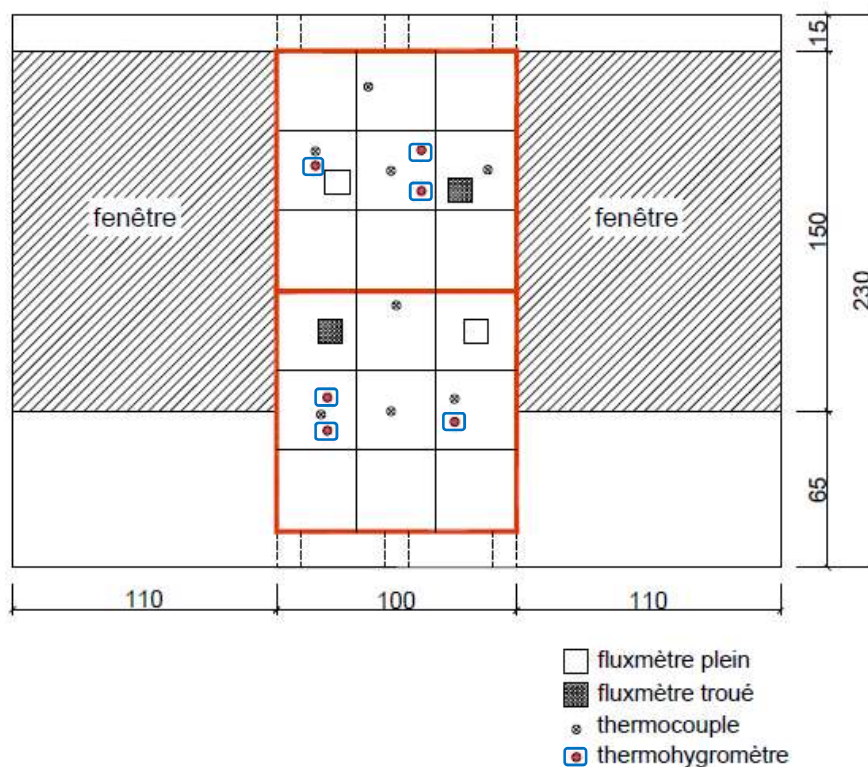 15
fenêtre
fenêtre
150
230
65
110
100
110
fluxmètre plein
fluxmètre troué
thermocouple
thermohygromètre